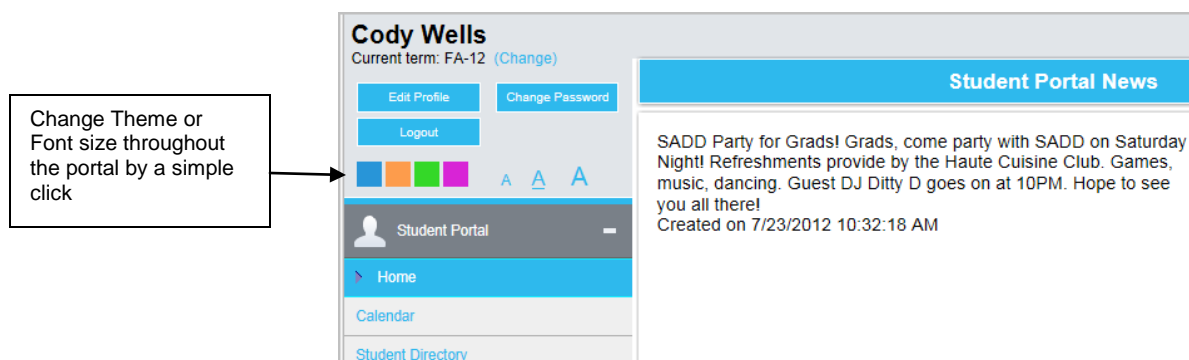 Cody Wells
Current term: FA-12 (Change)
Edit Profile
Change Password
Logout
A A A
Student Portal
Home
Calendar
Student Directory
Change Theme or
Font size throughout
the portal by a simple
click
Student Portal News
SADD Party for Grads! Grads, come party with SADD on Saturday
Night! Refreshments provide by the Haute Cuisine Club. Games,
music, dancing. Guest DJ Ditty D goes on at 10PM. Hope to see
you all there!
Created on 7/23/2012 10:32:18 AM